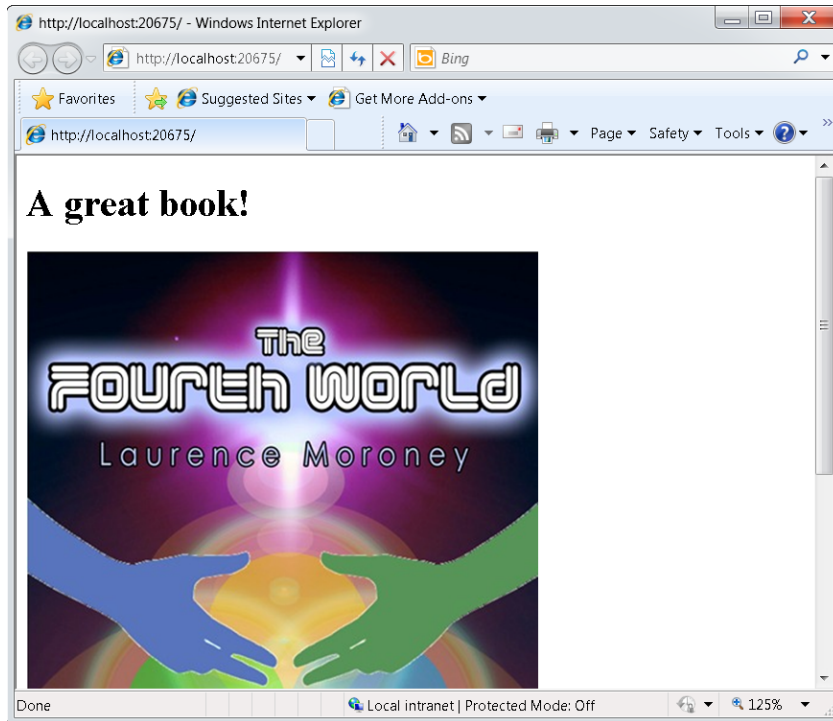 http://localhost:20675/ - Windows Internet Explorer
http://localhost:20675/
Bing
Favorites
Suggested Sites
Get More Add-ons
http://localhost:20675/
Page
Safety
Tools
A great book!
The
Fourth World
Laurence Moroney
Done
Local intranet | Protected Mode: Off
125%